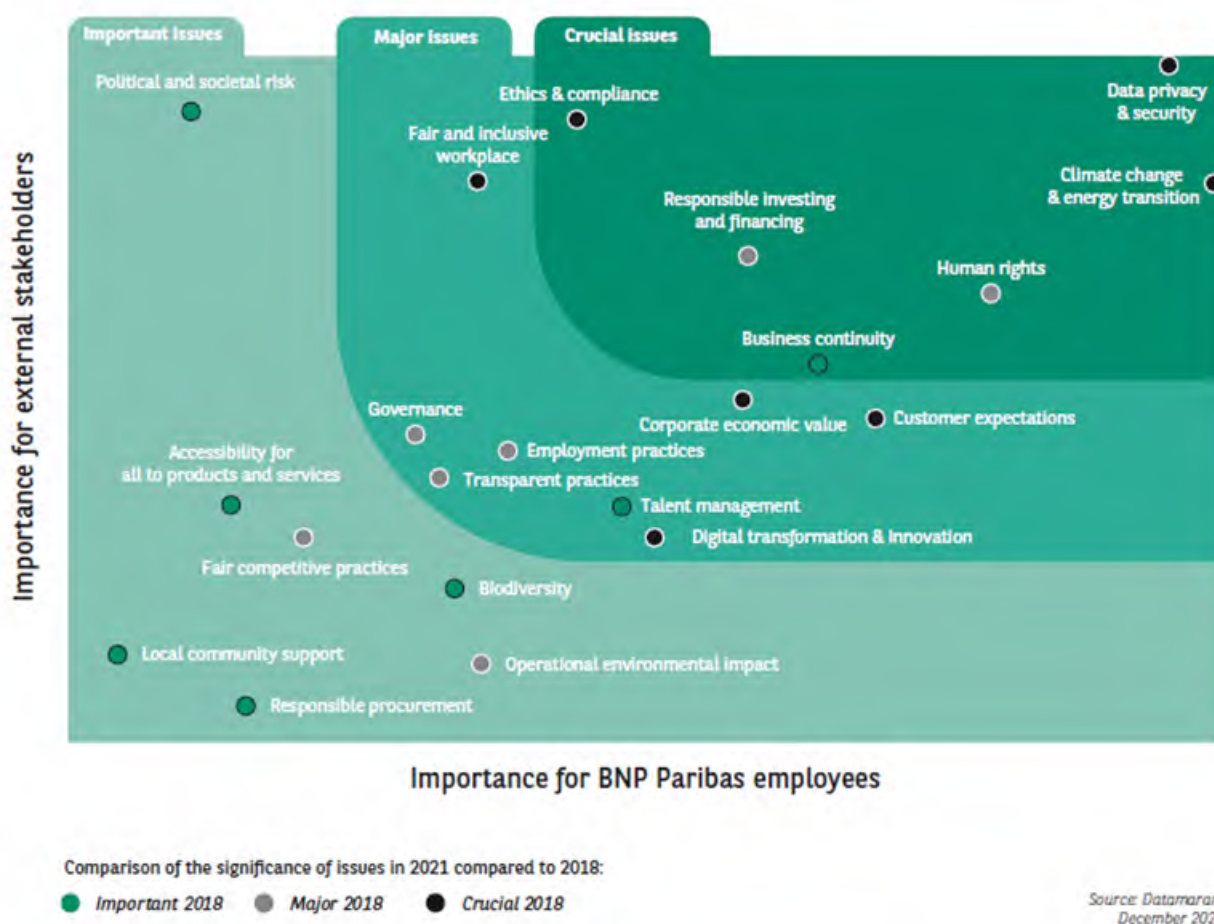 Important issues
Major issues
Crucial issues
Political and societal risk
Ethics & compliance
Data privacy
& security
Fair and inclusive
workplace
Climate change
& energy transition
Responsible investing
and financing
Human rights
Business continuity
Governance
Corporate economic value
Customer expectations
Accessibility for
all to products and services
Employment practices
Transparent practices
Talent management
Digital transformation & Innovation
Fair competitive practices
Biodiversity
Local community support
Operational environmental impact
Responsible procurement
Importance for external stakeholders
Importance for BNP Paribas employees
Comparison of the significance of issues in 2021 compared to 2018:
Important 2018
Major 2018
Crucial 2018
Source: Datamaran
December